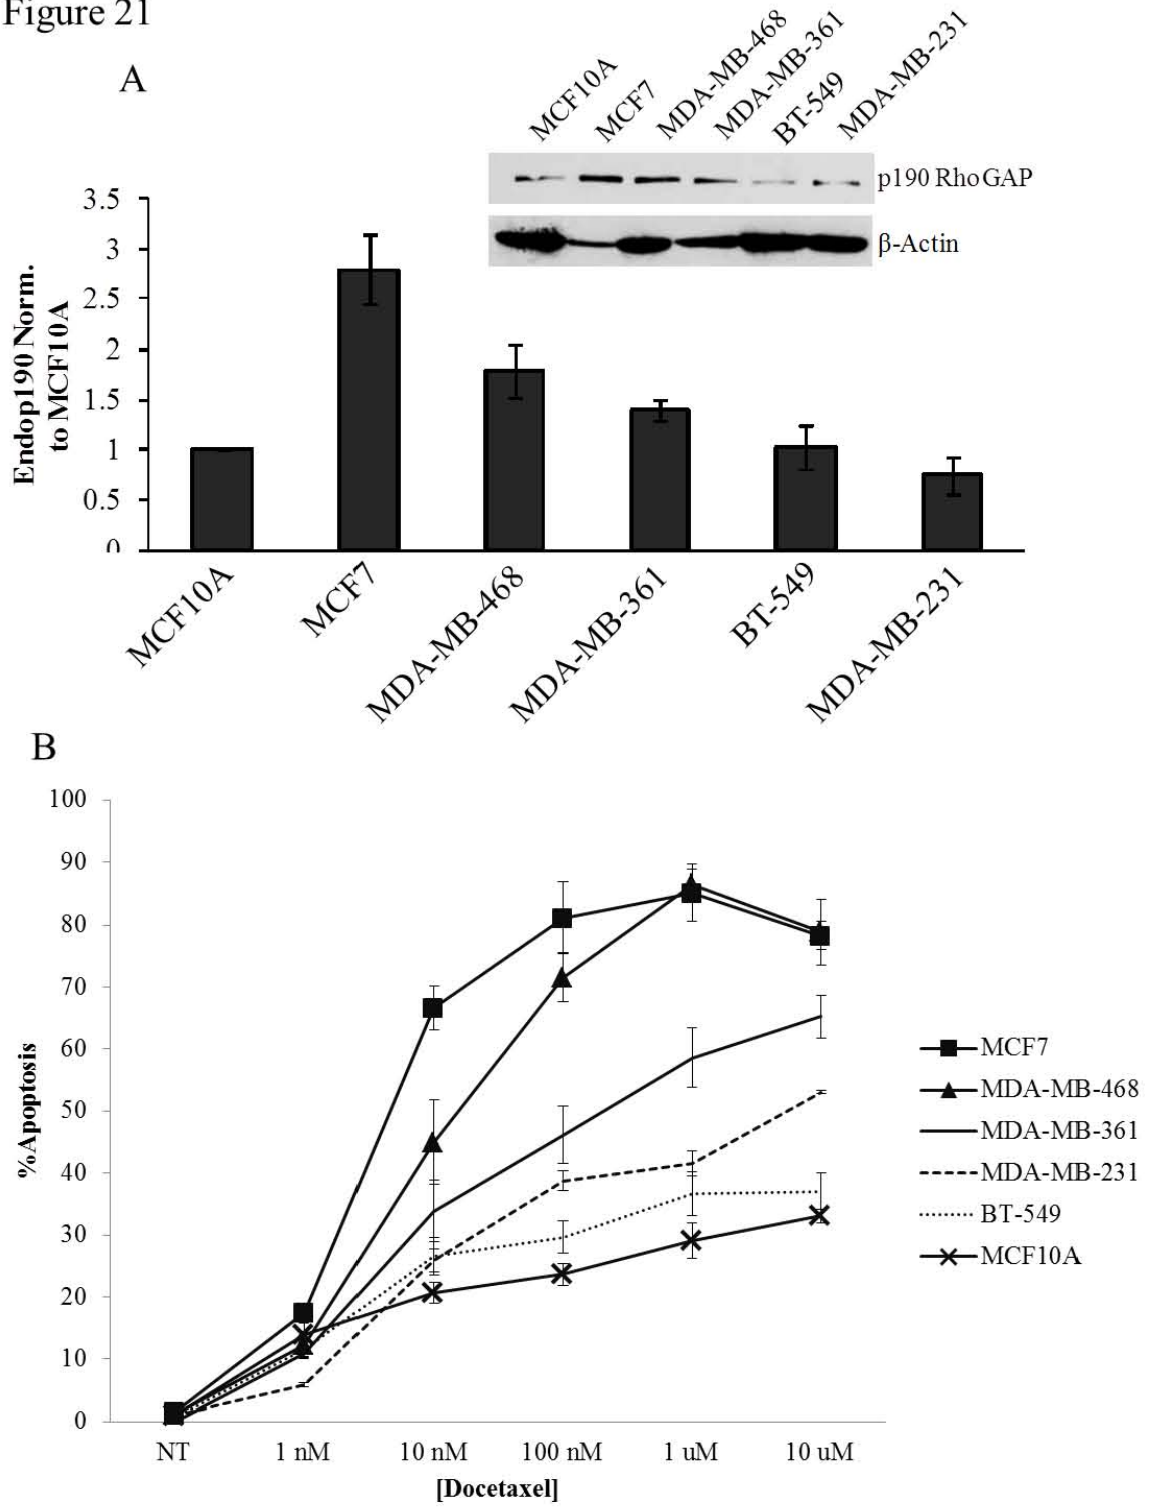 Figure 21
A
MCF10A
MCF7
MDA-MB-468
MDA-MB-361
BT-549
MDA-MB-231
p190 RhoGAP
β-Actin
Endop190 Norm.
to MCF10A
3.5
3
2.5
2
1.5
1
0.5
0
MCF10A
MCF7
MDA-MB-468
MDA-MB-361
BT-549
MDA-MB-231
B
%Apoptosis
100
90
80
70
60
50
40
30
20
10
0
NT 1 nM 10 nM 100 nM 1 uM 10 uM
[Docetaxel]
MCF7
MDA-MB-468
MDA-MB-361
MDA-MB-231
BT-549
MCF10A